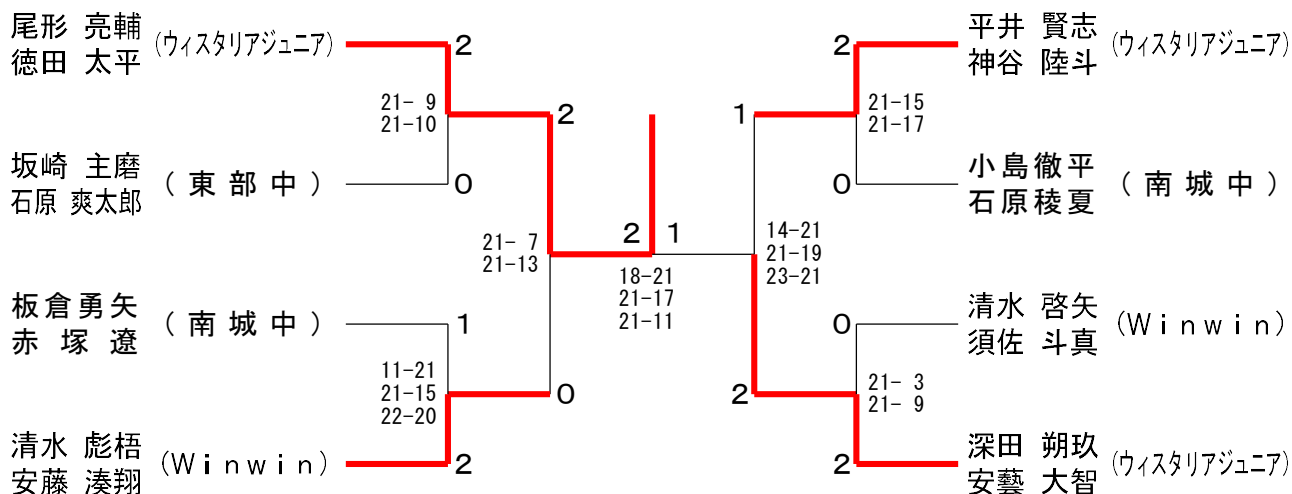 尾形 亮輔
徳田 太平
(ウィスタリアジュニア)
2
21- 9
21-10
坂崎 主磨
石原 爽太郎
(東部中)
0
2
板倉勇矢
赤塚遼
(南城中)
1
11-21
21-15
22-20
清水 彪梧
安藤 湊翔
(Winwin)
2
0
21- 7
21-13
2
1
18-21
21-17
21-11
平井 賢志
神谷 陸斗
(ウィスタリアジュニア)
2
21-15
21-17
小島徹平
石原稜夏
(南城中)
0
1
14-21
21-19
23-21
清水 啓矢
須佐 斗真
(Winwin)
0
21- 3
21- 9
深田 朔玖
安藝 大智
(ウィスタリアジュニア)
2
2